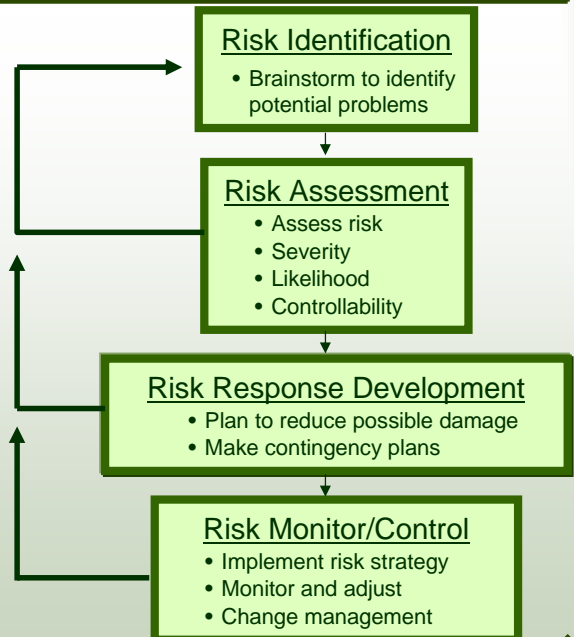 Risk Identification
• Brainstorm to identify
potential problems
Risk Assessment
• Assess risk
• Severity
• Likelihood
• Controllability
Risk Response Development
• Plan to reduce possible damage
• Make contingency plans
Risk Monitor/Control
• Implement risk strategy
• Monitor and adjust
• Change management